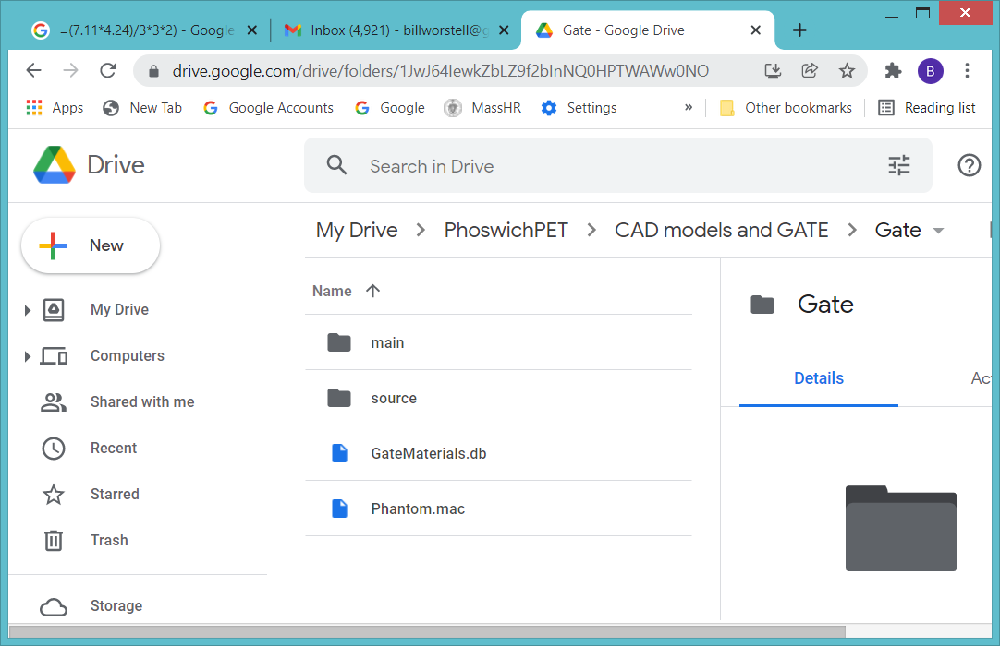 =(7.11*4.24)/3*3*2) - Google
Inbox (4,921) - billworstell@g
Gate - Google Drive
drive.google.com/drive/folders/1JwJ64IewkZbLZ9f2bInNQ0HPTWAWw0NO
B
Apps
New Tab
Google Accounts
Google
MassHR
Settings
»
Other bookmarks
Reading list
Drive
Search in Drive
New
My Drive > PhoswichPET > CAD models and GATE > Gate
Name
Gate
My Drive
main
Computers
Details
Ac
Shared with me
source
Recent
GateMaterials.db
Starred
Phantom.mac
Trash
Storage